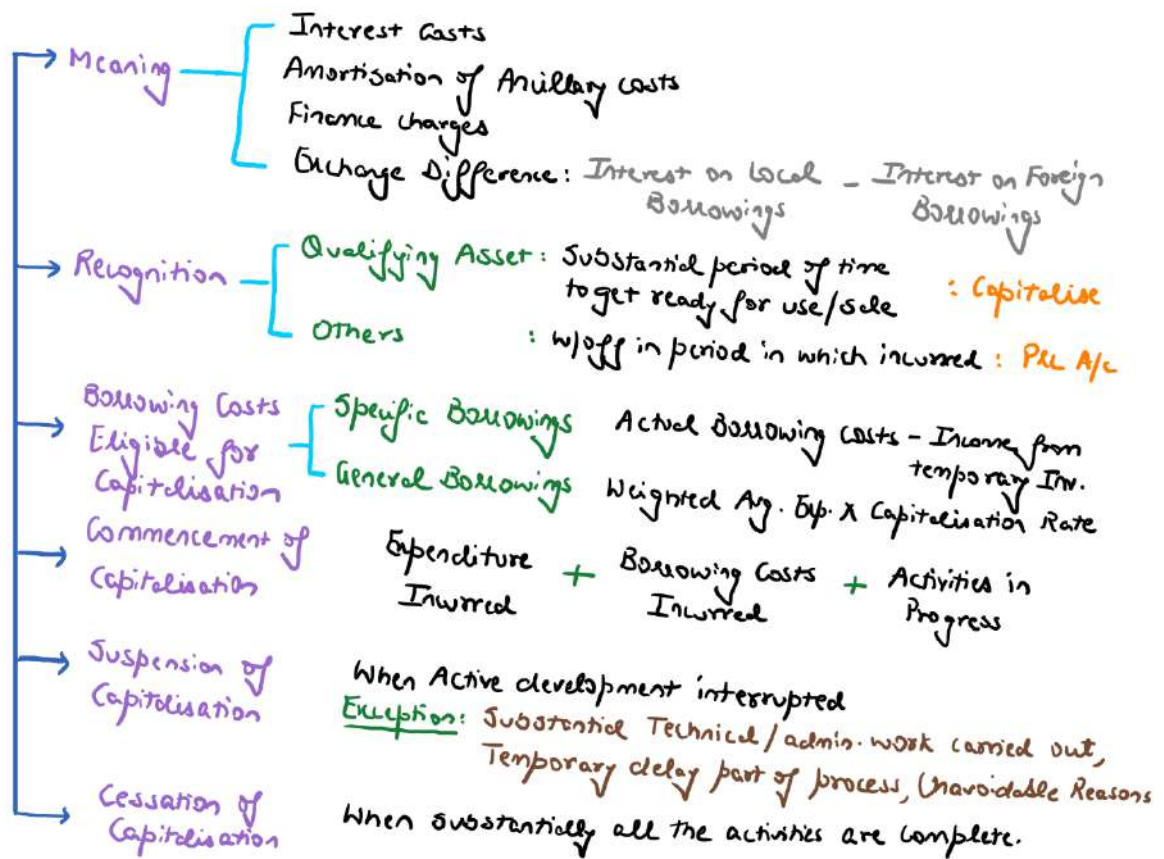 Meaning
Interest Costs
Amortisation of Ancillary costs
Finance charges
Exchange Difference: Interest on Local - Interest on Foreign
Borrowings Borrowings
Recognition
Qualifying Asset : Substantial period of time
to get ready for use/sale : Capitalise
Others : w/off in period in which incurred : P&L A/c
Borrowing Costs
Eligible for
Capitalisation
Specific Borrowings Actual Borrowing Costs - Income from
temporary Inv.
General Borrowings Weighted Avg. Exp. X Capitalisation Rate
Commencement of
Capitalisation
Expenditure + Borrowing Costs + Activities in
Incurred Incurred Progress
Suspension of
Capitalisation
When Active development interrupted
Exception: Substantial Technical/admin. work carried out,
Temporary delay part of process, Unavoidable Reasons
Cessation of
Capitalisation
When substantially all the activities are complete.